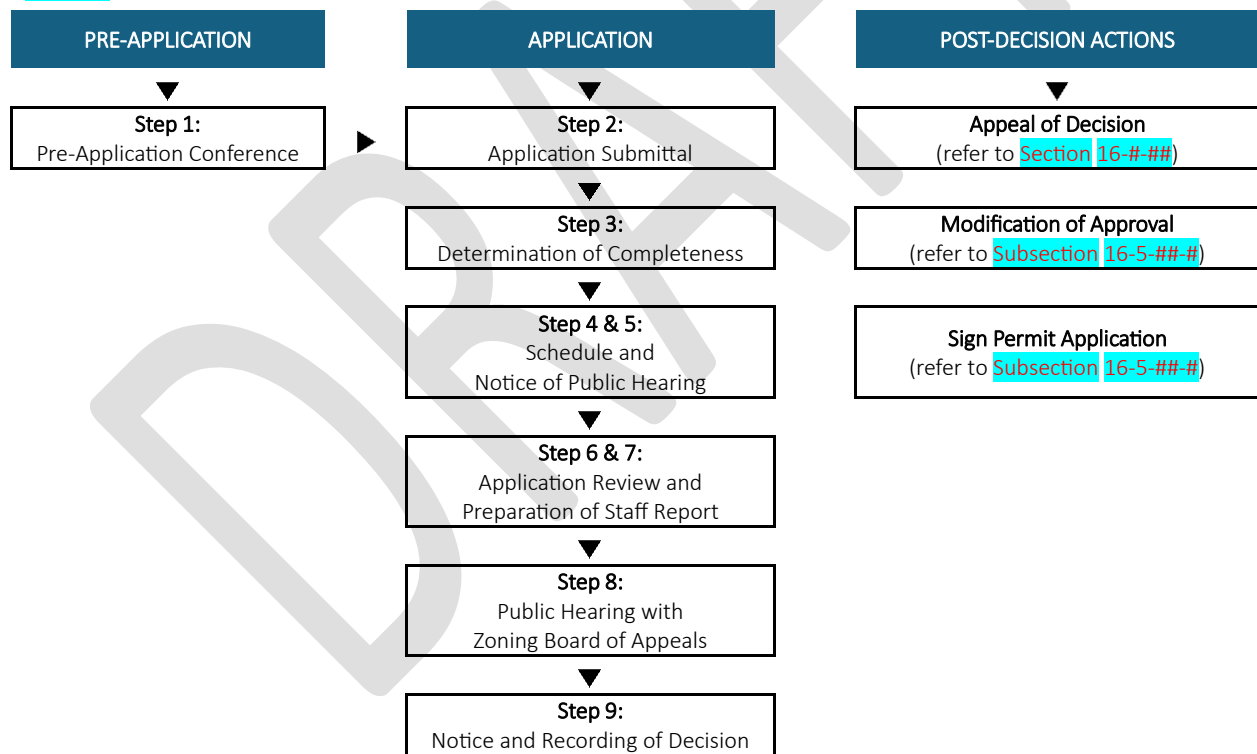 PRE-APPLICATION
Step 1:
Pre-Application Conference
APPLICATION
Step 2:
Application Submittal
Step 3:
Determination of Completeness
Step 4 & 5:
Schedule and
Notice of Public Hearing
Step 6 & 7:
Application Review and
Preparation of Staff Report
Step 8:
Public Hearing with
Zoning Board of Appeals
Step 9:
Notice and Recording of Decision
POST-DECISION ACTIONS
Appeal of Decision
(refer to Section 16-#-##)
Modification of Approval
(refer to Subsection 16-5-##-#)
Sign Permit Application
(refer to Subsection 16-5-##-#)
DRAF